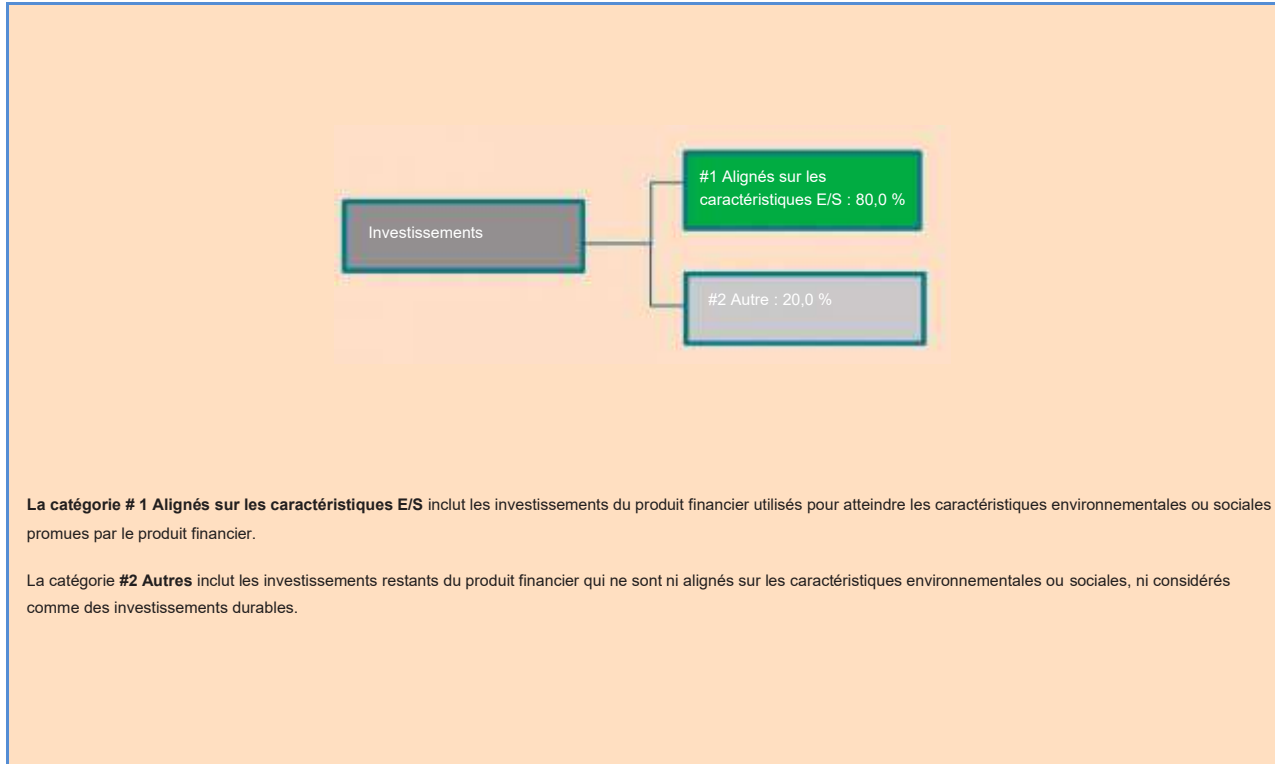 #1 Alignés sur les
caractéristiques E/S : 80,0 %
Investissements
#2 Autre : 20,0 %
La catégorie # 1 Alignés sur les caractéristiques E/S inclut les investissements du produit financier utilisés pour atteindre les caractéristiques environnementales ou sociales
promues par le produit financier.
La catégorie #2 Autres inclut les investissements restants du produit financier qui ne sont ni alignés sur les caractéristiques environnementales ou sociales, ni considérés
comme des investissements durables.